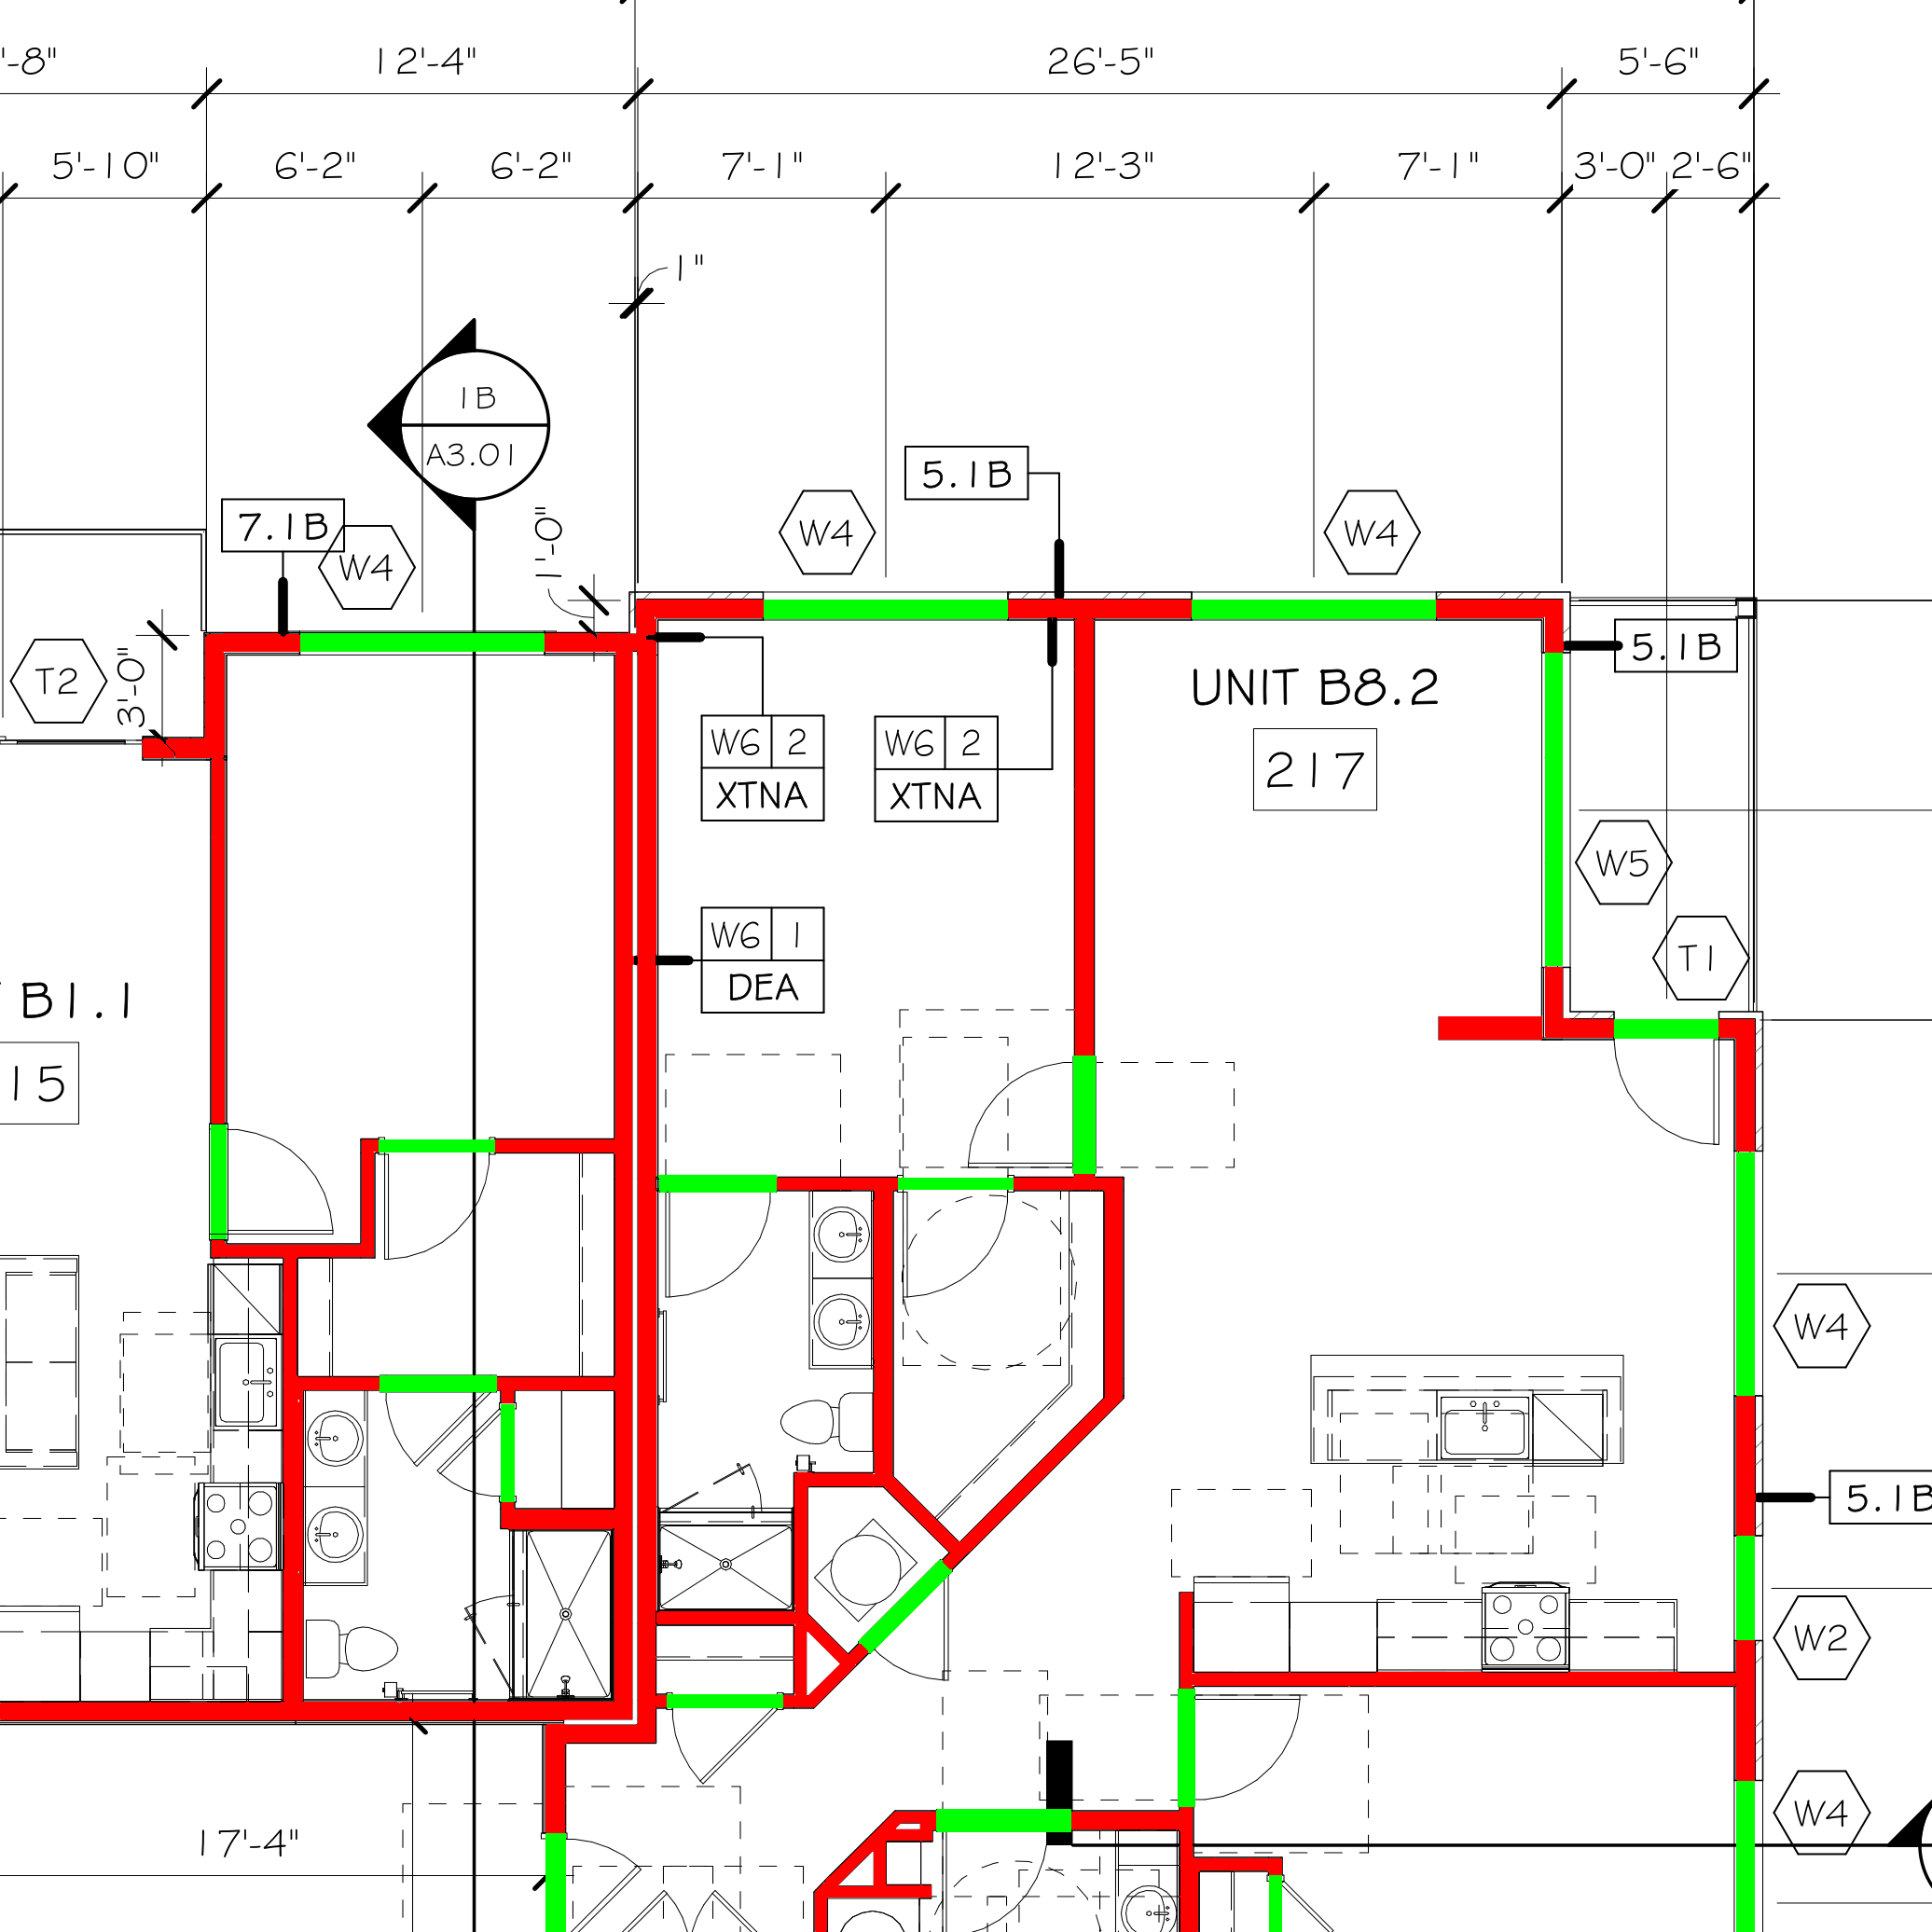 '-8" 12'-4" 26'-5" 5'-6"
5'-10" 6'-2" 6'-2" 7'-1" 12'-3" 7'-1" 3'-0" 2'-6"
1"
1B
A3.01
5.1B
7.1B
W4
1'-0"
W4
W4
T2
3'-0"
5.1B
UNIT B8.2
217
W6 2
XTNA
W6 2
XTNA
W5
W6 1
DEA
T1
B1.1
15
W4
5.1B
W2
W4
17'-4"